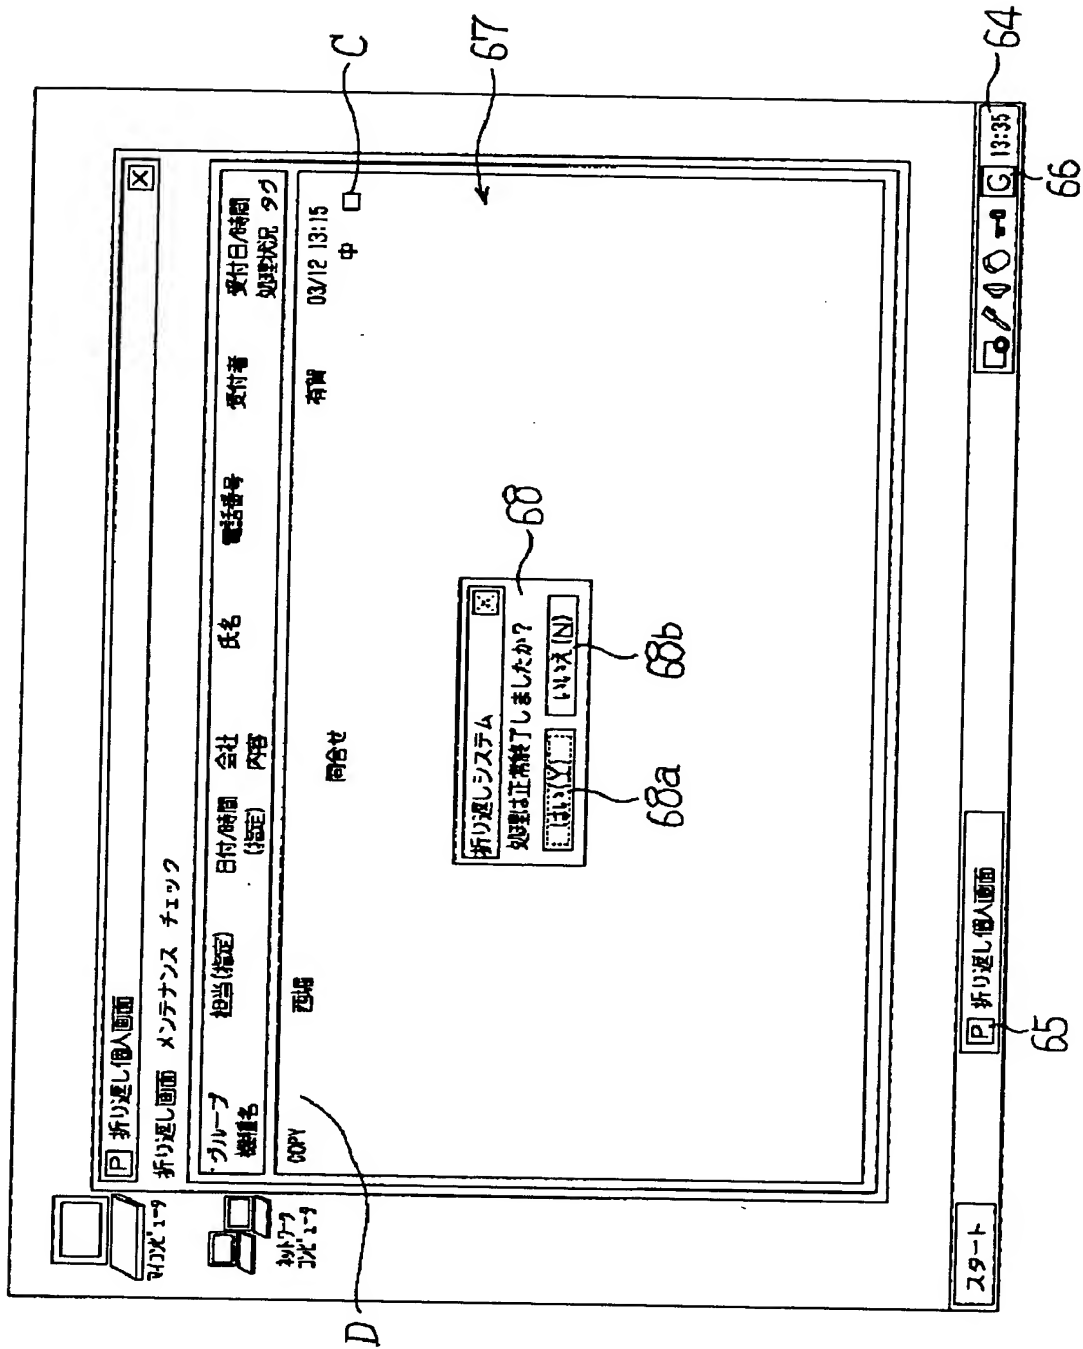 マイコンピュータ
ネットワーク
コンピュータ
P 折り返し個人画面 X
折り返し画面 メンテナンス チェック
グループ 担当(指定) 日付/時間 会社 氏名 電話番号 受付者 受付日/時間
機種名 (指定) 内容 処理状況 タグ
COPY 西堀 有賀 03/12 13:15
問合せ 中
C
67
D
折り返しシステム X
処理は正常終了しましたか?
はい(Y) いいえ(N)
68
68a
68b
スタート P 折り返し個人画面 G 13:35
65
66
64